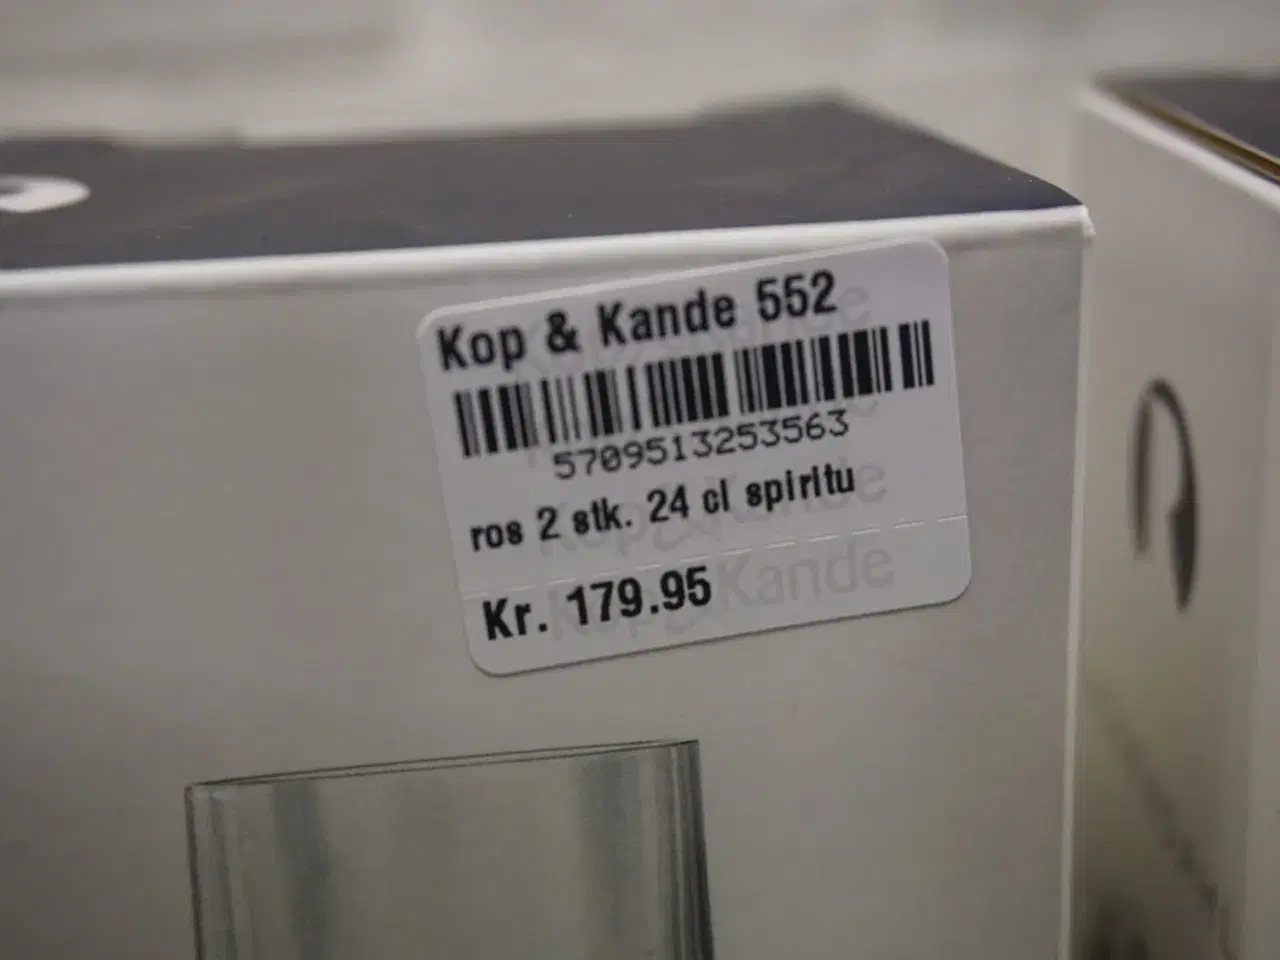 Kop & Kande 552
5709513253563
ros 2 stk. 24 cl spiritu
Kr. 179.95